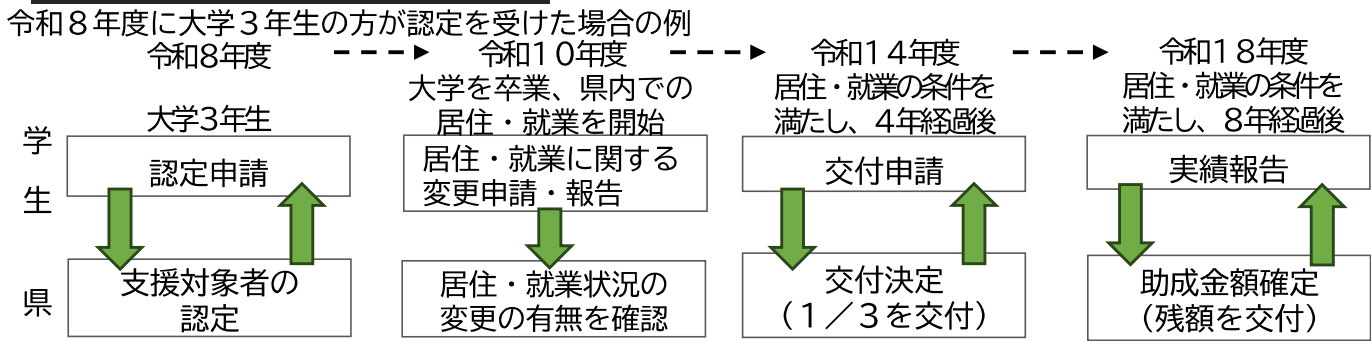 令和８年度に大学３年生の方が認定を受けた場合の例
令和８年度
令和１０年度
令和１４年度
令和１８年度
大学３年生
大学を卒業、県内での
居住・就業を開始
居住・就業の条件を
満たし、４年経過後
居住・就業の条件を
満たし、８年経過後
学生
認定申請
居住・就業に関する
変更申請・報告
交付申請
実績報告
県
支援対象者の
認定
居住・就業状況の
変更の有無を確認
交付決定
（１／３を交付）
助成金額確定
（残額を交付）